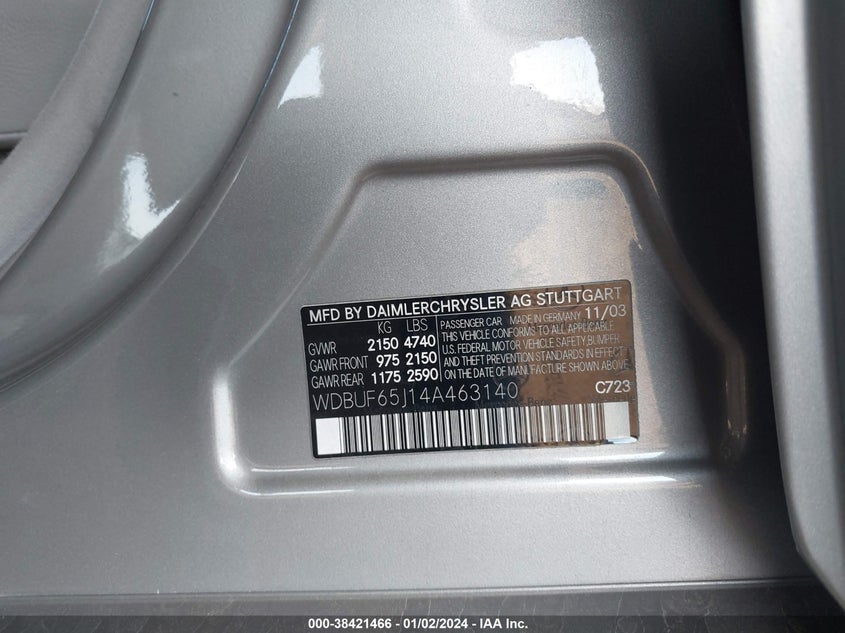 MFD BY DAIMLERCHRYSLER AG STUTTGART
KG LBS
GVWR 2150 4740
GAWR FRONT 975 2150
GAWR REAR 1175 2590
PASSENGER CAR MADE IN GERMANY 11/03
THIS VEHICLE CONFORMS TO ALL APPLICABLE
U.S. FEDERAL MOTOR VEHICLE SAFETY, BUMPER
AND THEFT PREVENTION STANDARDS IN EFFECT
ON THE DATE OF MANUFACTURE SHOWN ABOVE
WDBUF65J14A463140
C723
000-38421466 - 01/02/2024 - IAA Inc.